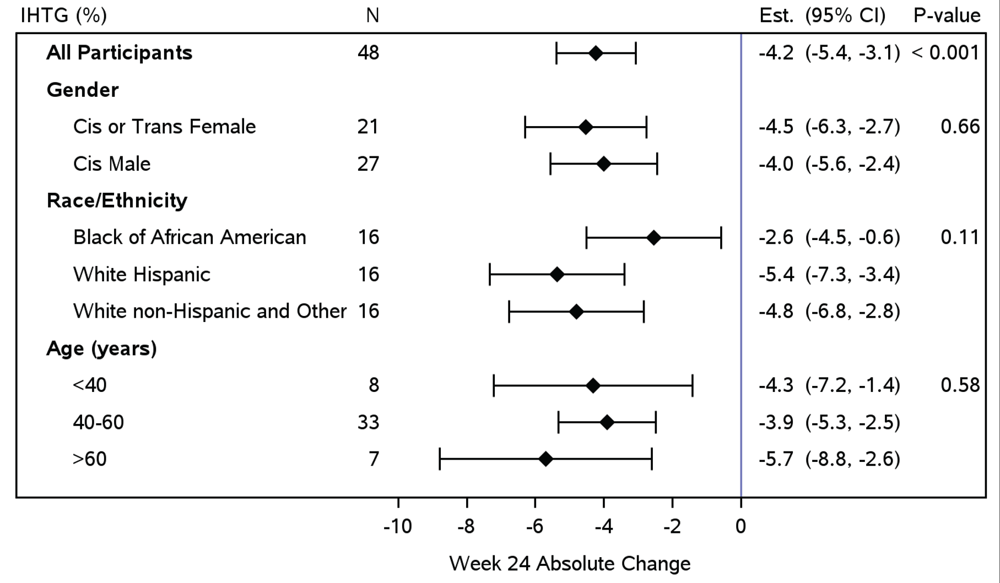 IHTG (%) N Est. (95% CI) P-value
All Participants 48 -4.2 (-5.4, -3.1) < 0.001
Gender
Cis or Trans Female 21 -4.5 (-6.3, -2.7) 0.66
Cis Male 27 -4.0 (-5.6, -2.4)
Race/Ethnicity
Black of African American 16 -2.6 (-4.5, -0.6) 0.11
White Hispanic 16 -5.4 (-7.3, -3.4)
White non-Hispanic and Other 16 -4.8 (-6.8, -2.8)
Age (years)
<40 8 -4.3 (-7.2, -1.4) 0.58
40-60 33 -3.9 (-5.3, -2.5)
>60 7 -5.7 (-8.8, -2.6)
-10 -8 -6 -4 -2 0
Week 24 Absolute Change